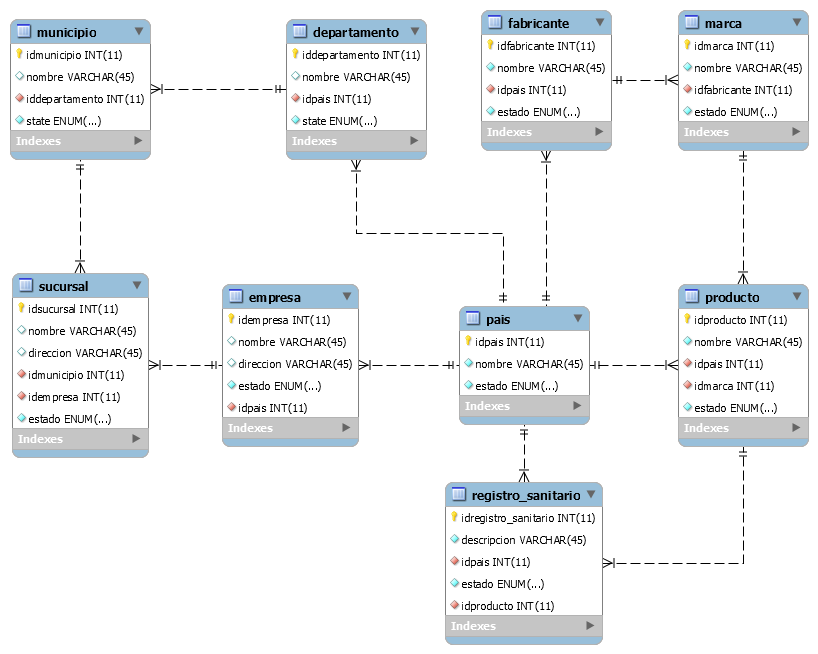 municipio
idmunicipio INT(11)
nombre VARCHAR(45)
iddepartamento INT(11)
state ENUM(...)
Indexes
departamento
iddepartamento INT(11)
nombre VARCHAR(45)
idpais INT(11)
state ENUM(...)
Indexes
fabricante
idfabricante INT(11)
nombre VARCHAR(45)
idpais INT(11)
estado ENUM(...)
Indexes
marca
idmarca INT(11)
nombre VARCHAR(45)
idfabricante INT(11)
estado ENUM(...)
Indexes
sucursal
idsucursal INT(11)
nombre VARCHAR(45)
direccion VARCHAR(45)
idmunicipio INT(11)
idempresa INT(11)
estado ENUM(...)
Indexes
empresa
idempresa INT(11)
nombre VARCHAR(45)
direccion VARCHAR(45)
estado ENUM(...)
idpais INT(11)
Indexes
pais
idpais INT(11)
nombre VARCHAR(45)
estado ENUM(...)
Indexes
producto
idproducto INT(11)
nombre VARCHAR(45)
idpais INT(11)
idmarca INT(11)
estado ENUM(...)
Indexes
registro_sanitario
idregistro_sanitario INT(11)
descripcion VARCHAR(45)
idpais INT(11)
estado ENUM(...)
idproducto INT(11)
Indexes